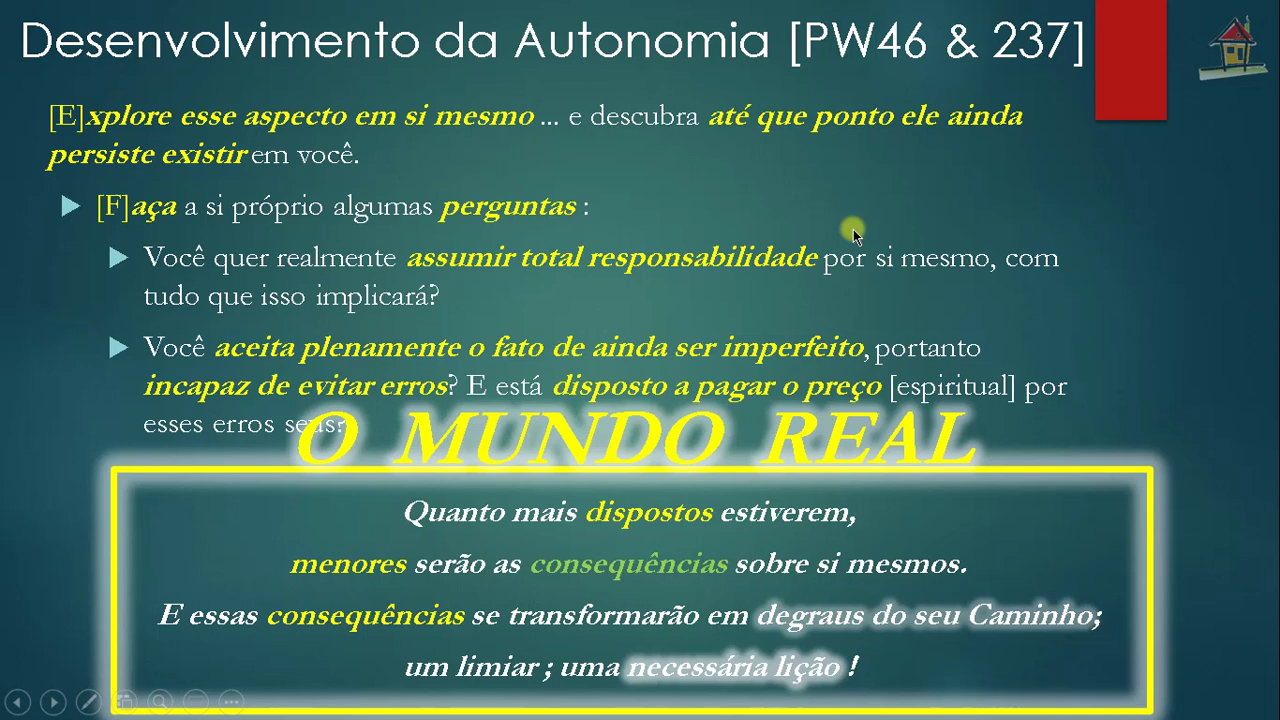 Desenvolvimento da Autonomia [PW46 & 237]
[E]xplore esse aspecto em si mesmo ... e descubra até que ponto ele ainda
persiste existir em você.
[F]aça a si próprio algumas perguntas :
Você quer realmente assumir total responsabilidade por si mesmo, com
tudo que isso implicará?
Você aceita plenamente o fato de ainda ser imperfeito, portanto
incapaz de evitar erros? E está disposto a pagar o preço [espiritual] por
esses erros seus?
O MUNDO REAL
Quanto mais dispostos estiverem,
menores serão as consequências sobre si mesmos.
E essas consequências se transformarão em degraus do seu Caminho;
um limiar ; uma necessária lição !